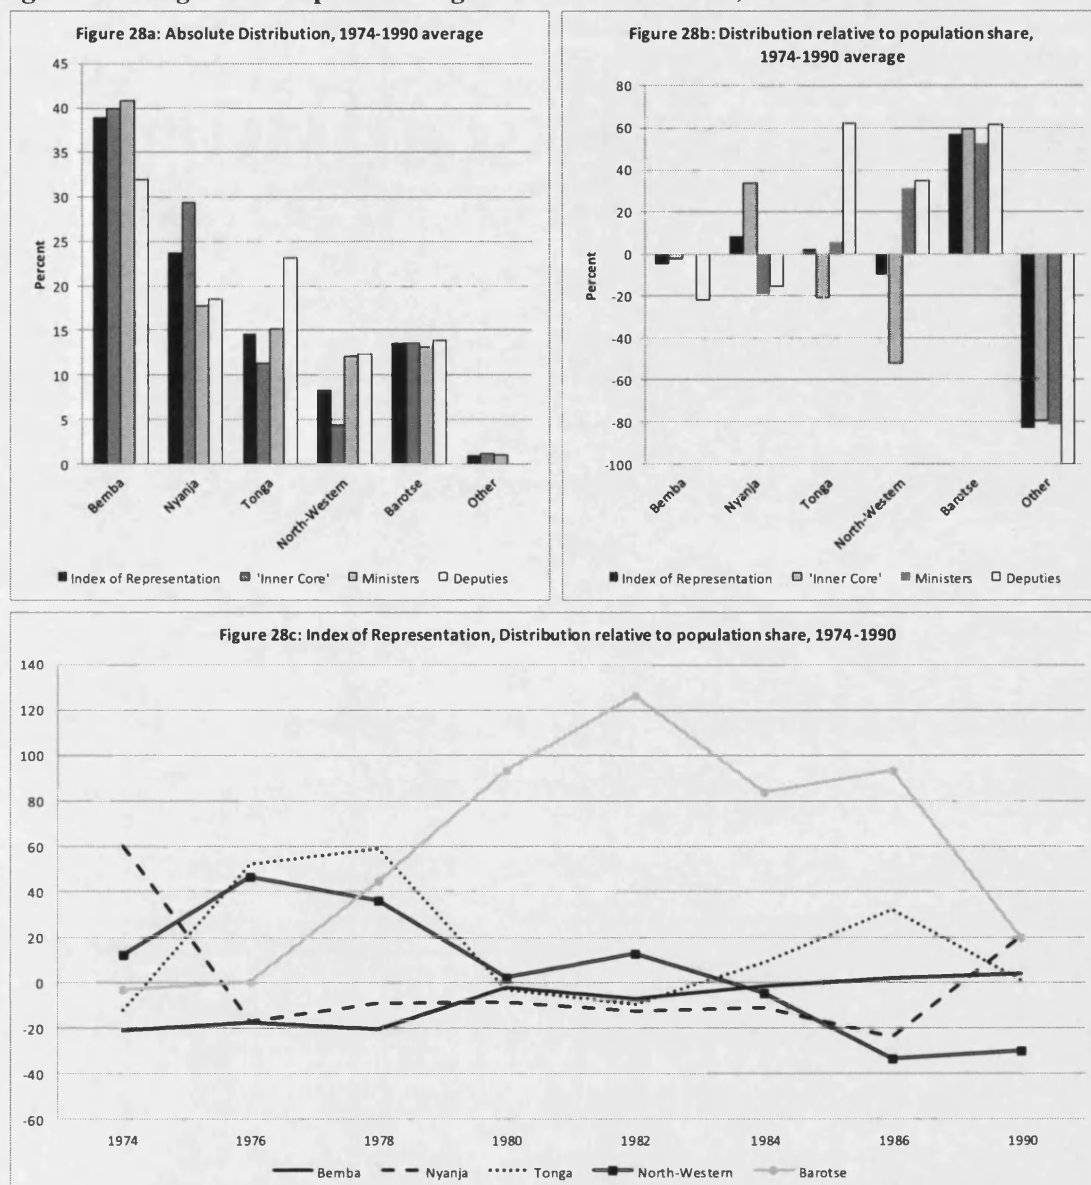 Figure 28a: Absolute Distribution, 1974-1990 average
45
40
35
30
25
20
15
10
5
0
Percent
Bemba
Nyanja
Tonga
North-Western
Barotse
Other
Index of Representation 'Inner Core' Ministers Deputies
Figure 28b: Distribution relative to population share,
1974-1990 average
80
60
40
20
0
-20
-40
-60
-80
-100
Percent
Bemba
Nyanja
Tonga
North-Western
Barotse
Other
Index of Representation 'Inner Core' Ministers Deputies
Figure 28c: Index of Representation, Distribution relative to population share, 1974-1990
140
120
100
80
60
40
20
0
-20
-40
-60
1974 1976 1978 1980 1982 1984 1986 1990
Bemba Nyanja Tonga North-Western Barotse